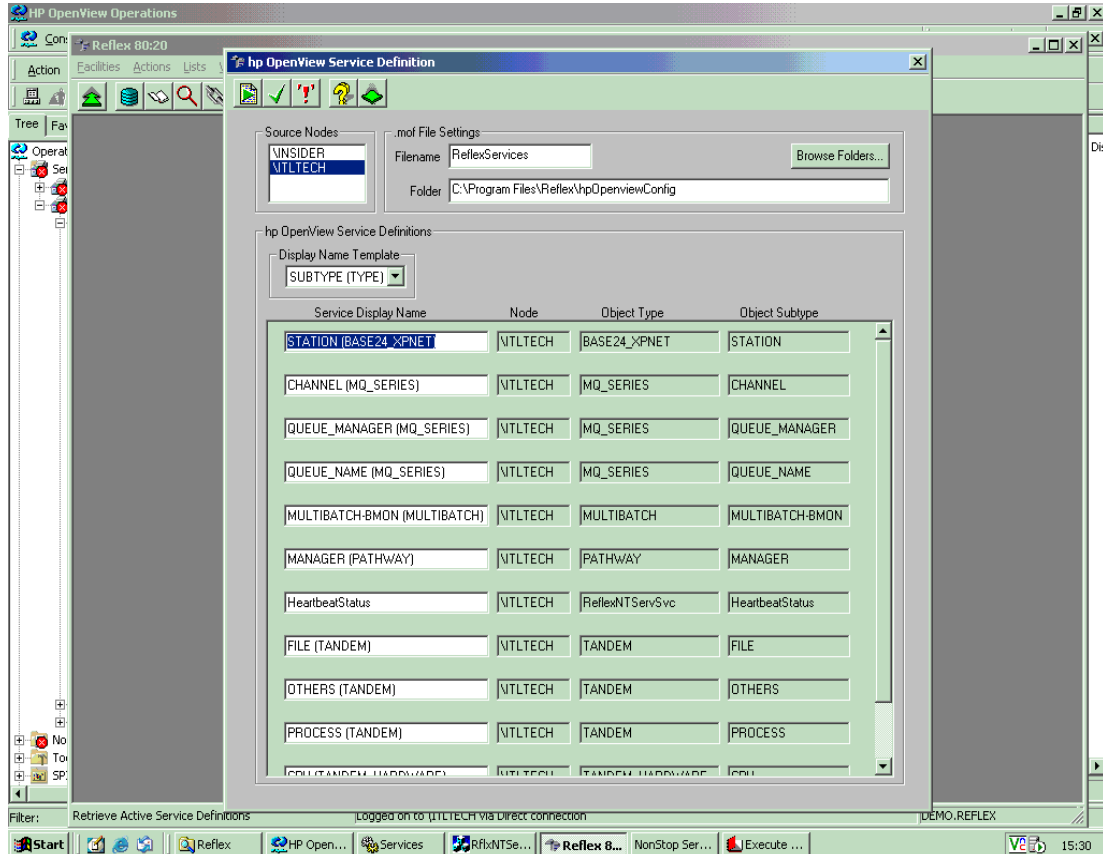 HP OpenView Operations
Reflex 80:20
Action
Facilities Actions Lists
hp OpenView Service Definition
Tree
Source Nodes
\INSIDER
\ITLTECH
.mof File Settings
Filename ReflexServices
Browse Folders...
Folder C:\Program Files\Reflex\hpOpenviewConfig
hp OpenView Service Definitions
Display Name Template
SUBTYPE (TYPE)
Service Display Name Node Object Type Object Subtype
STATION (BASE24_XPNET) \ITLTECH BASE24_XPNET STATION
CHANNEL (MQ_SERIES) \ITLTECH MQ_SERIES CHANNEL
QUEUE_MANAGER (MQ_SERIES) \ITLTECH MQ_SERIES QUEUE_MANAGER
QUEUE_NAME (MQ_SERIES) \ITLTECH MQ_SERIES QUEUE_NAME
MULTIBATCH-BMON (MULTIBATCH) \ITLTECH MULTIBATCH MULTIBATCH-BMON
MANAGER (PATHWAY) \ITLTECH PATHWAY MANAGER
HeartbeatStatus \ITLTECH ReflexNTServSvc HeartbeatStatus
FILE (TANDEM) \ITLTECH TANDEM FILE
OTHERS (TANDEM) \ITLTECH TANDEM OTHERS
PROCESS (TANDEM) \ITLTECH TANDEM PROCESS
CPU (TANDEM_HARDWARE) \ITLTECH TANDEM_HARDWARE CPU
Filter:
Retrieve Active Service Definitions
Logged on to \ITLTECH via Direct connection
DEMO.REFLEX
Start
Reflex
HP Open...
Services
RflxNTSe...
Reflex 8...
NonStop Ser...
Execute ...
15:30